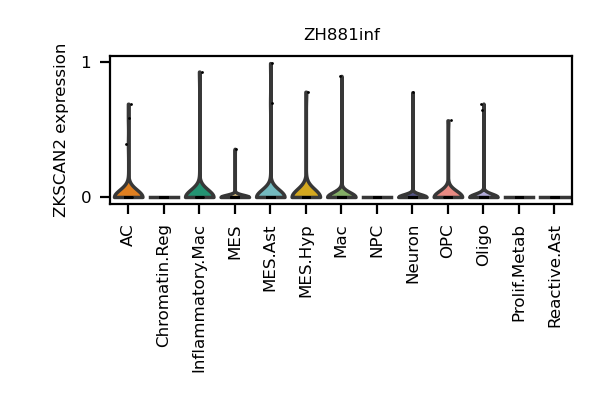 ZH881inf
ZKSCAN2 expression
1
0
AC
Chromatin.Reg
Inflammatory.Mac
MES
MES.Ast
MES.Hyp
Mac
NPC
Neuron
OPC
Oligo
Prolif.Metab
Reactive.Ast